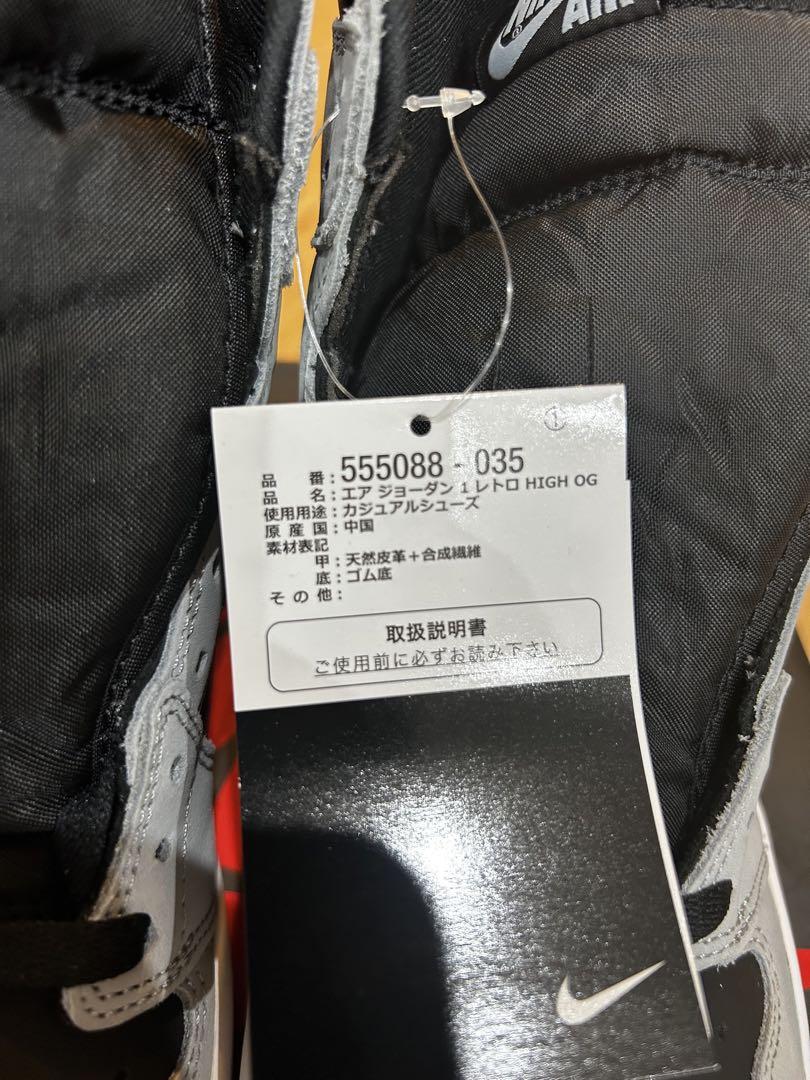 NIKE
AIR
①
品 番：555088 - 035
品 名：エア ジョーダン 1 レトロ HIGH OG
使用用途：カジュアルシューズ
原 産 国：中国
素材表記
甲：天然皮革＋合成繊維
底：ゴム底
そ の 他：
取扱説明書
ご使用前に必ずお読み下さい